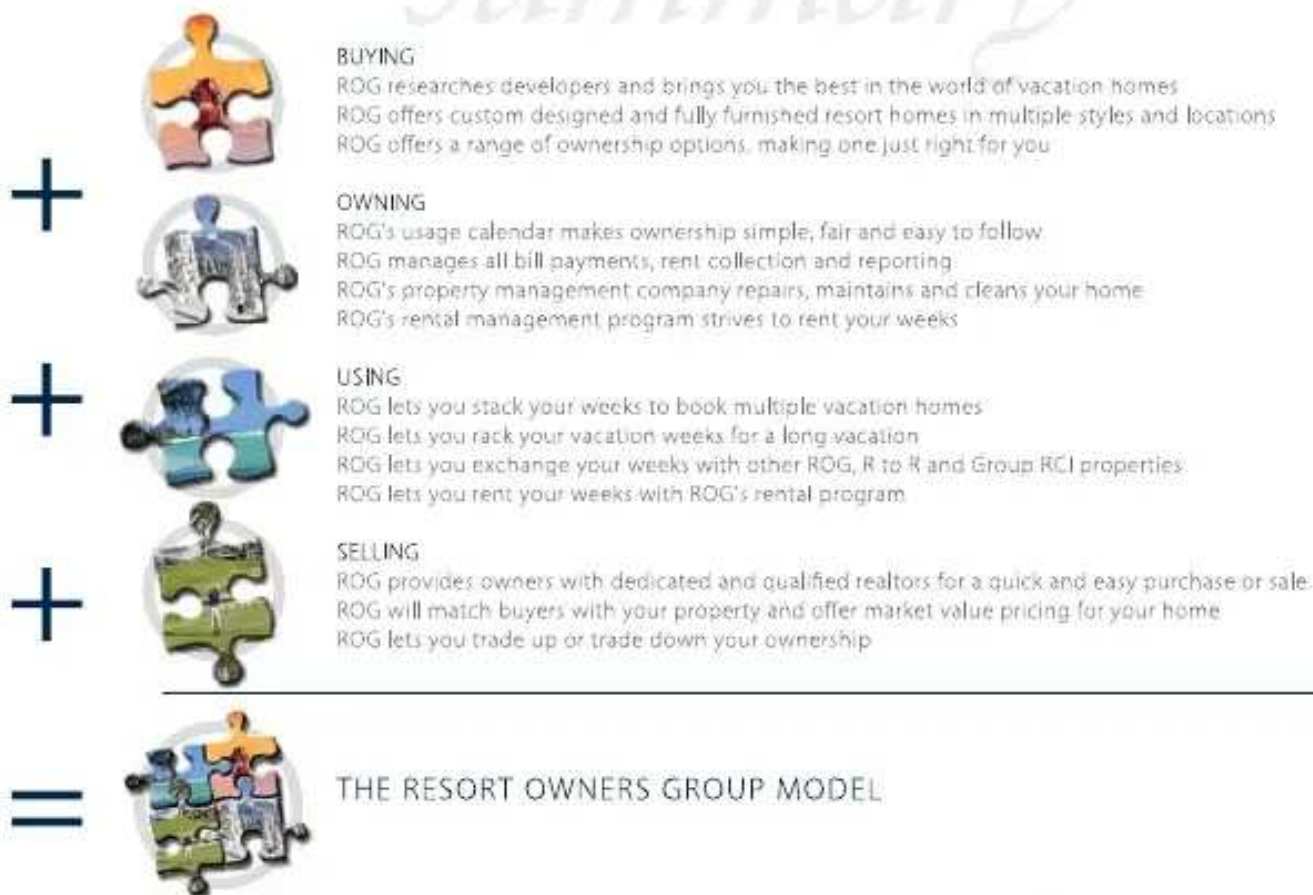 summary
BUYING
ROG researches developers and brings you the best in the world of vacation homes
ROG offers custom designed and fully furnished resort homes in multiple styles and locations
ROG offers a range of ownership options, making one just right for you
+
OWNING
ROG's usage calendar makes ownership simple, fair and easy to follow
ROG manages all bill payments, rent collection and reporting
ROG's property management company repairs, maintains and cleans your home
ROG's rental management program strives to rent your weeks
+
USING
ROG lets you stack your weeks to book multiple vacation homes
ROG lets you rack your vacation weeks for a long vacation
ROG lets you exchange your weeks with other ROG, R to R and Group RCI properties
ROG lets you rent your weeks with ROG's rental program
+
SELLING
ROG provides owners with dedicated and qualified realtors for a quick and easy purchase or sale.
ROG will match buyers with your property and offer market value pricing for your home
ROG lets you trade up or trade down your ownership
=
THE RESORT OWNERS GROUP MODEL